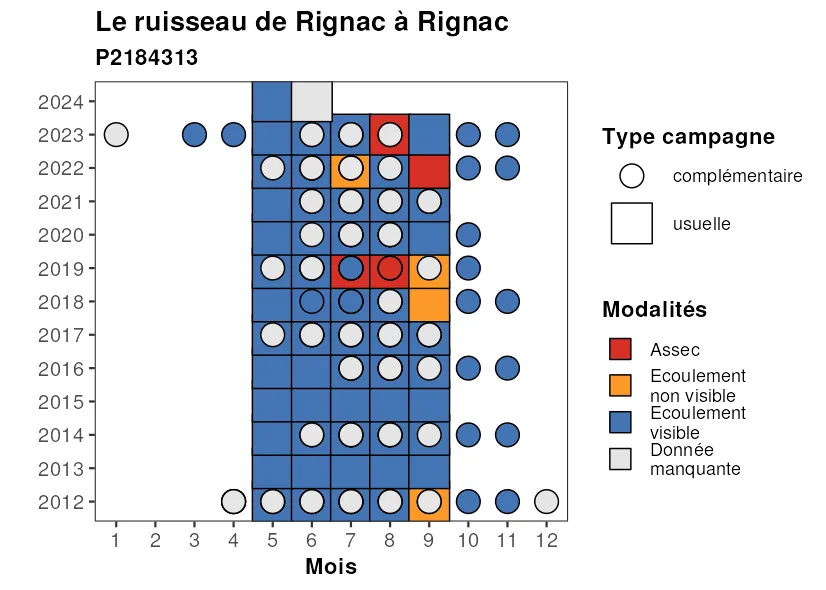 Le ruisseau de Rignac à Rignac
P2184313
2024
2023
2022
2021
2020
2019
2018
2017
2016
2015
2014
2013
2012
1 2 3 4 5 6 7 8 9 10 11 12
Mois
Type campagne
complémentaire
usuelle
Modalités
Assec
Ecoulement
non visible
Ecoulement
visible
Donnée
manquante